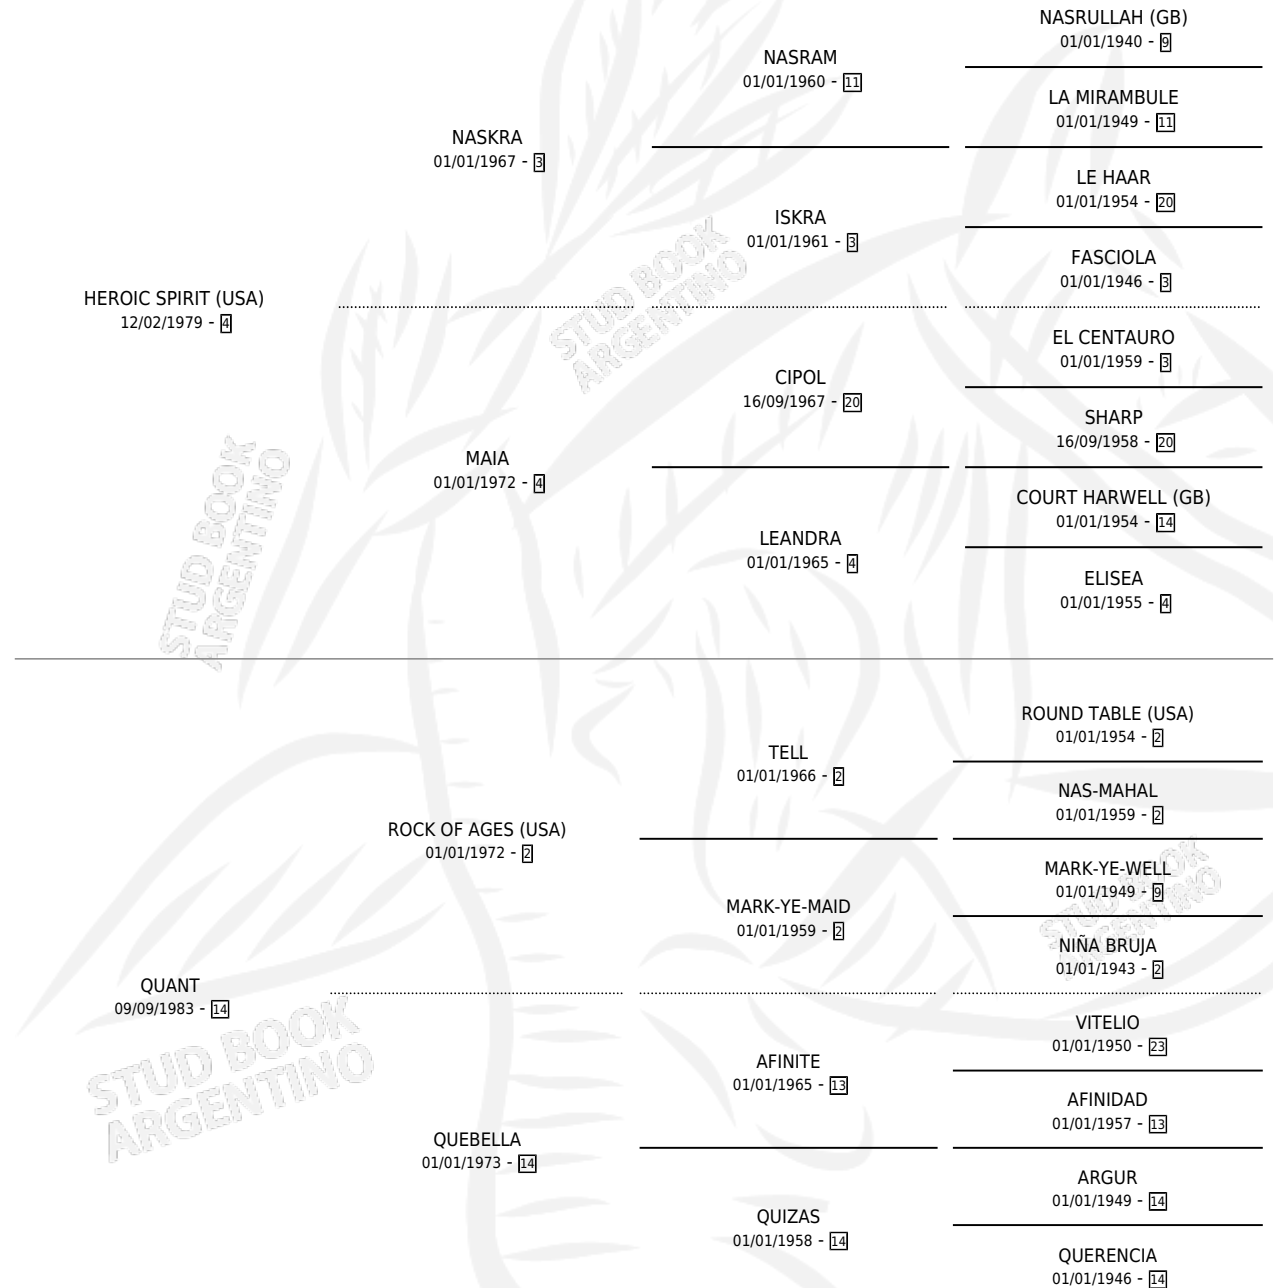 NASRULLAH (GB)
01/01/1940 - 9
NASRAM
01/01/1960 - 11
LA MIRAMBULE
01/01/1949 - 11
NASKRA
01/01/1967 - 3
LE HAAR
01/01/1954 - 20
ISKRA
01/01/1961 - 3
FASCIOLA
01/01/1946 - 3
HEROIC SPIRIT (USA)
12/02/1979 - 4
EL CENTAURO
01/01/1959 - 3
CIPOL
16/09/1967 - 20
SHARP
16/09/1958 - 20
MAIA
01/01/1972 - 4
COURT HARWELL (GB)
01/01/1954 - 14
LEANDRA
01/01/1965 - 4
ELISEA
01/01/1955 - 4
STUD BOOK
ARGENTINO
STUD BOOK
ARGENTINO
ROUND TABLE (USA)
01/01/1954 - 2
TELL
01/01/1966 - 2
NAS-MAHAL
01/01/1959 - 2
ROCK OF AGES (USA)
01/01/1972 - 2
MARK-YE-WELL
01/01/1949 - 9
MARK-YE-MAID
01/01/1959 - 2
NIÑA BRUJA
01/01/1943 - 2
QUANT
09/09/1983 - 14
VITELIO
01/01/1950 - 23
AFINITE
01/01/1965 - 13
AFINIDAD
01/01/1957 - 13
QUEBELLA
01/01/1973 - 14
ARGUR
01/01/1949 - 14
QUIZAS
01/01/1958 - 14
QUERENCIA
01/01/1946 - 14
STUD BOOK
ARGENTINO
STUD BOOK
ARGENTINO